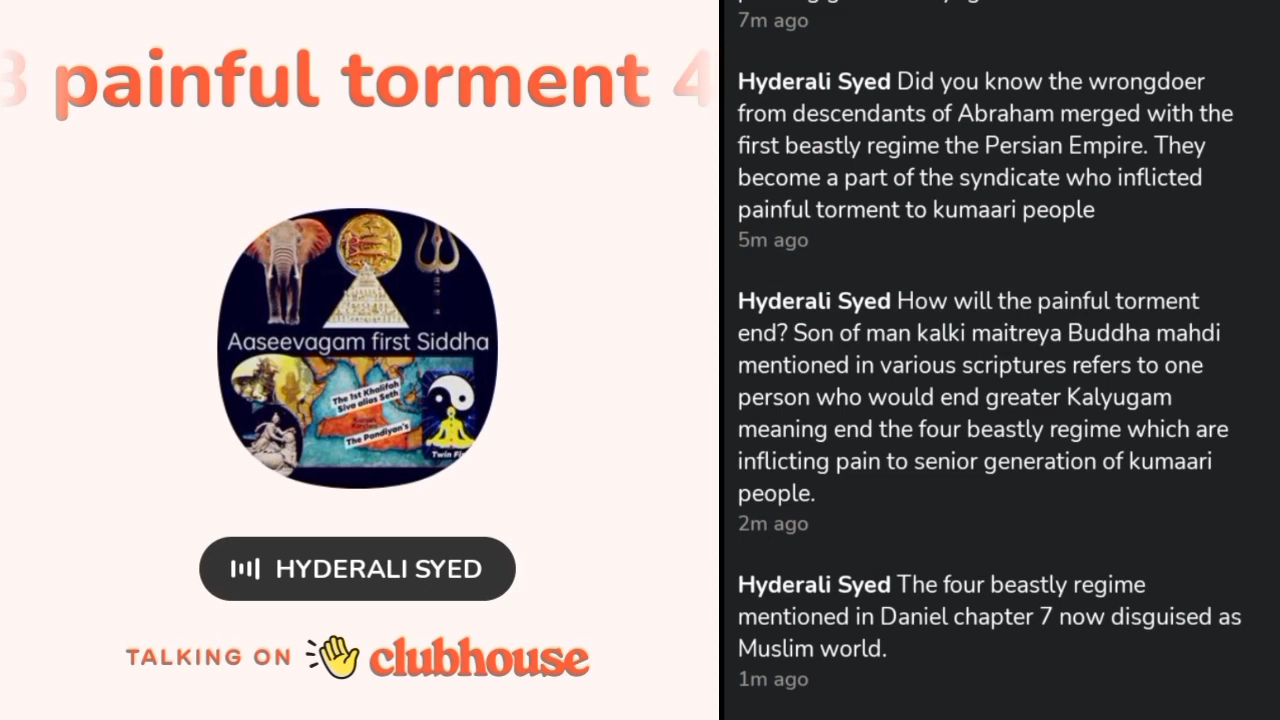 3 painful torment 4
Aaseevagam first Siddha
The 1st Khalifah
Siva alias Seth
The Pandiyan's
HYDERALI SYED
TALKING ON clubhouse
7m ago
Hyderali Syed Did you know the wrongdoer
from descendants of Abraham merged with the
first beastly regime the Persian Empire. They
become a part of the syndicate who inflicted
painful torment to kumaari people
5m ago
Hyderali Syed How will the painful torment
end? Son of man kalki maitreya Buddha mahdi
mentioned in various scriptures refers to one
person who would end greater Kalyugam
meaning end the four beastly regime which are
inflicting pain to senior generation of kumaari
people.
2m ago
Hyderali Syed The four beastly regime
mentioned in Daniel chapter 7 now disguised as
Muslim world.
1m ago